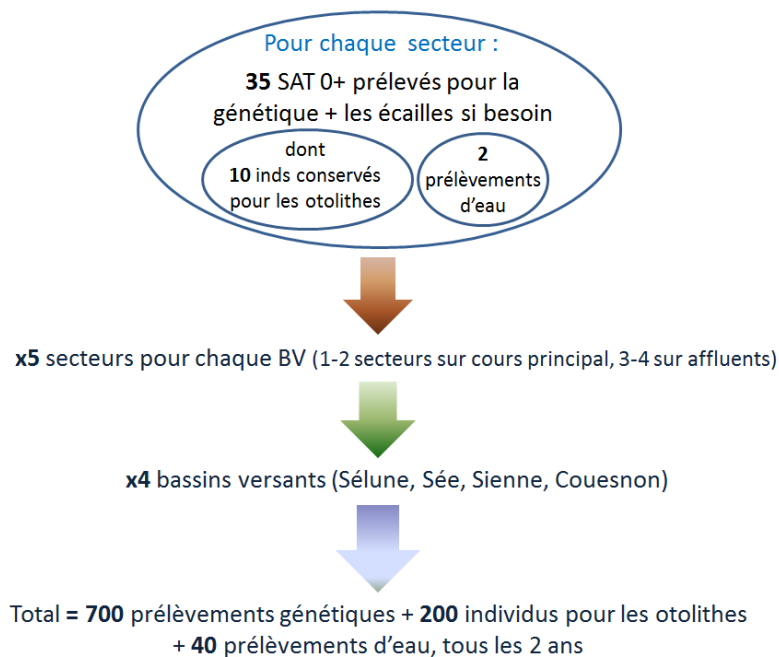 Pour chaque secteur :
35 SAT 0+ prélevés pour la
génétique + les écailles si besoin
dont
10 inds conservés
pour les otolithes
2
prélèvements
d'eau
x5 secteurs pour chaque BV (1-2 secteurs sur cours principal, 3-4 sur affluents)
x4 bassins versants (Sélune, Sée, Sienne, Couesnon)
Total = 700 prélèvements génétiques + 200 individus pour les otolithes
+ 40 prélèvements d'eau, tous les 2 ans